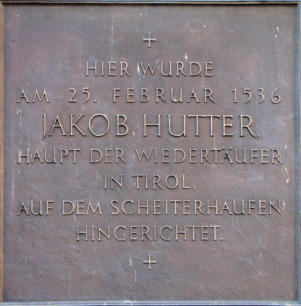 HIER WURDE
AM 25. FEBRUAR 1536
JAKOB HUTTER,
HAUPT DER WIEDERTÄUFER
IN TIROL,
AUF DEM SCHEITERHAUFEN
HINGERICHTET.